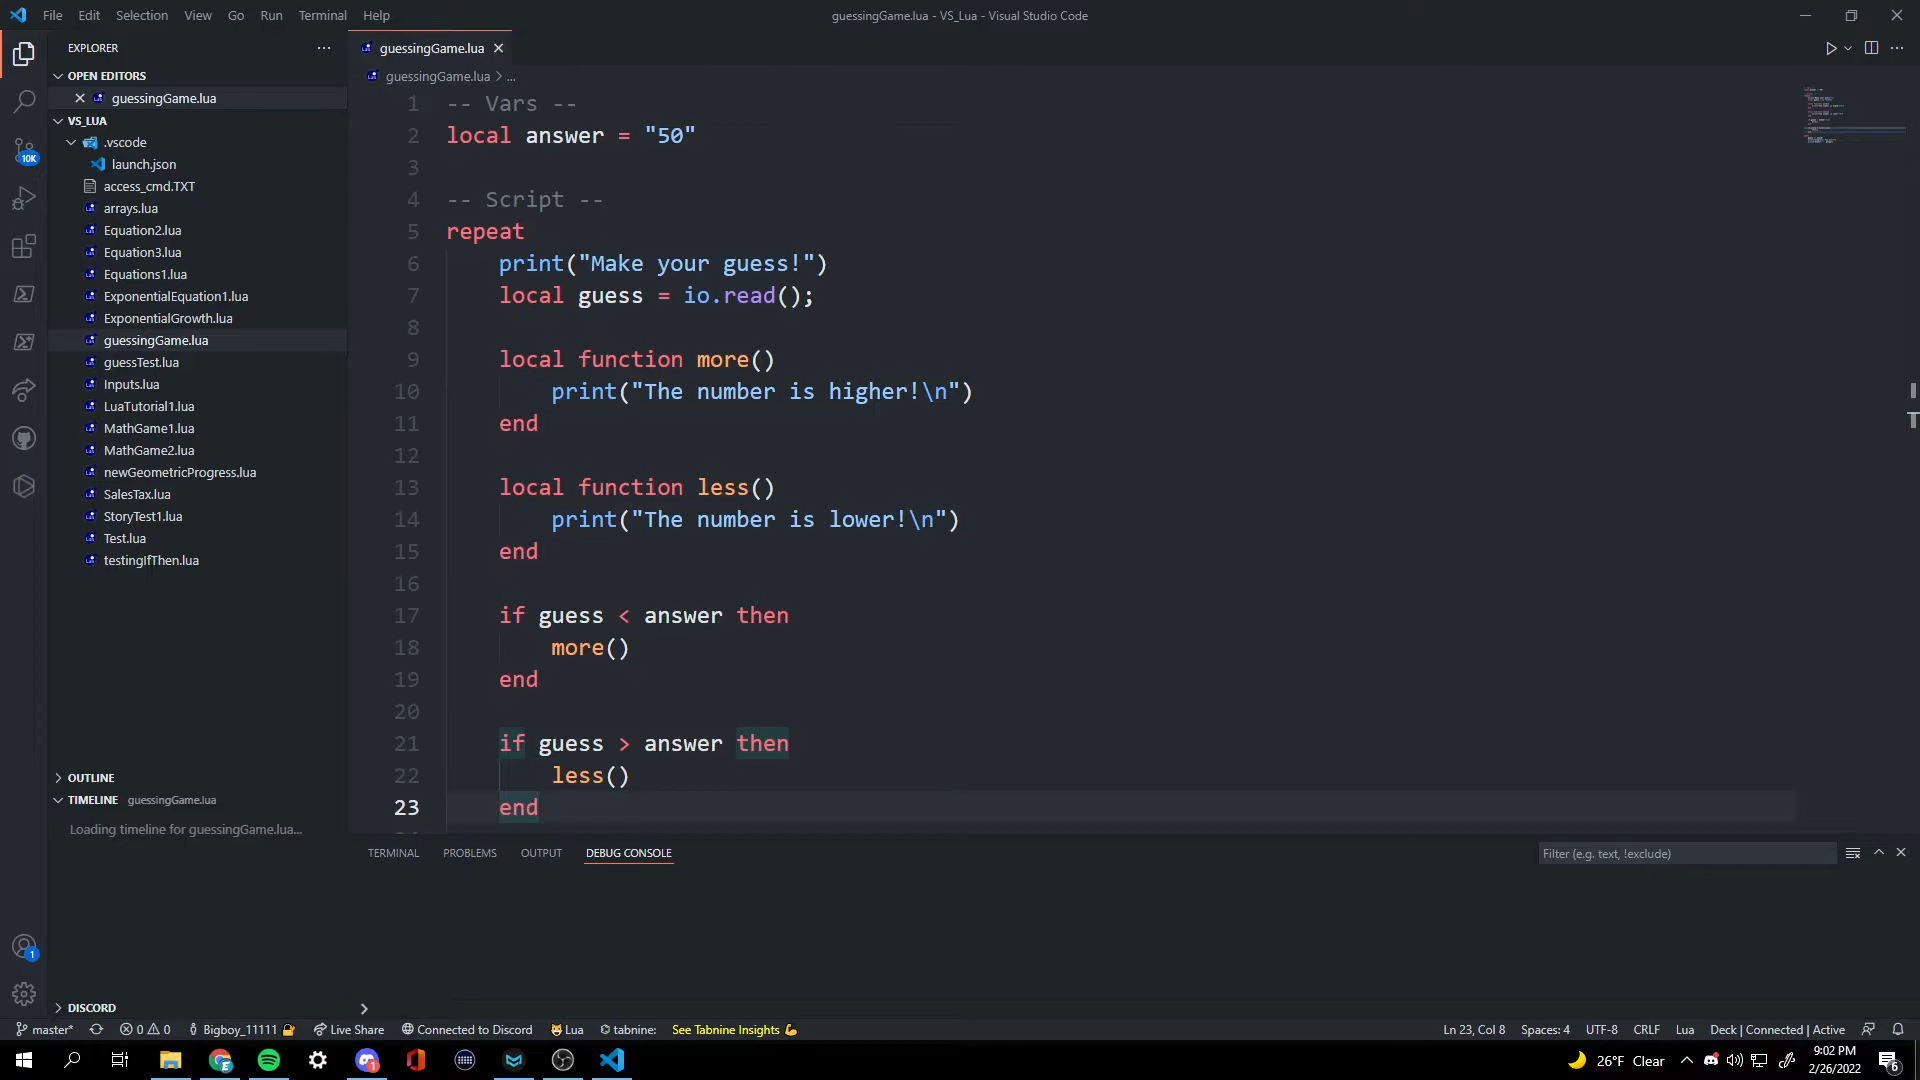 File Edit Selection View Go Run Terminal Help
guessingGame.lua - VS_Lua - Visual Studio Code
EXPLORER
OPEN EDITORS
guessingGame.lua
VS_LUA
.vscode
launch.json
access_cmd.TXT
arrays.lua
Equation2.lua
Equation3.lua
Equations1.lua
ExponentialEquation1.lua
ExponentialGrowth.lua
guessingGame.lua
guessTest.lua
Inputs.lua
LuaTutorial1.lua
MathGame1.lua
MathGame2.lua
newGeometricProgress.lua
SalesTax.lua
StoryTest1.lua
Test.lua
testingIfThen.lua
OUTLINE
TIMELINE guessingGame.lua
Loading timeline for guessingGame.lua...
DISCORD
10K
1
guessingGame.lua
guessingGame.lua > ...
1 -- Vars --
2 local answer = "50"
3
4 -- Script --
5 repeat
6 print("Make your guess!")
7 local guess = io.read();
8
9 local function more()
10 print("The number is higher!\n")
11 end
12
13 local function less()
14 print("The number is lower!\n")
15 end
16
17 if guess < answer then
18 more()
19 end
20
21 if guess > answer then
22 less()
23 end
TERMINAL PROBLEMS OUTPUT DEBUG CONSOLE
Filter (e.g. text, !exclude)
master* 0 0 Bigboy_11111 Live Share Connected to Discord Lua tabnine: See Tabnine Insights
Ln 23, Col 8 Spaces: 4 UTF-8 CRLF Lua Deck | Connected | Active
1
26°F Clear
9:02 PM
2/26/2022
6